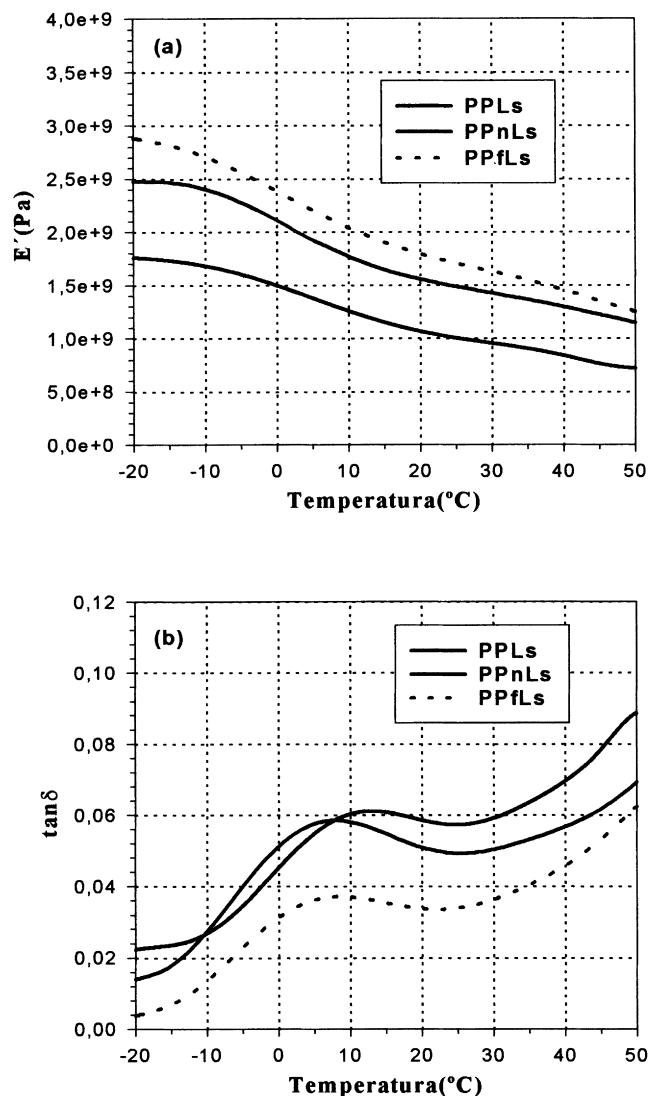 (a)
PPLs
PPnLs
PPfLs
4,0e+9
3,5e+9
3,0e+9
2,5e+9
2,0e+9
1,5e+9
1,0e+9
5,0e+8
0,0e+0
E´(Pa)
-20 -10 0 10 20 30 40 50
Temperatura(ºC)
(b)
PPLs
PPnLs
PPfLs
0,12
0,10
0,08
0,06
0,04
0,02
0,00
tanδ
-20 -10 0 10 20 30 40 50
Temperatura(ºC)